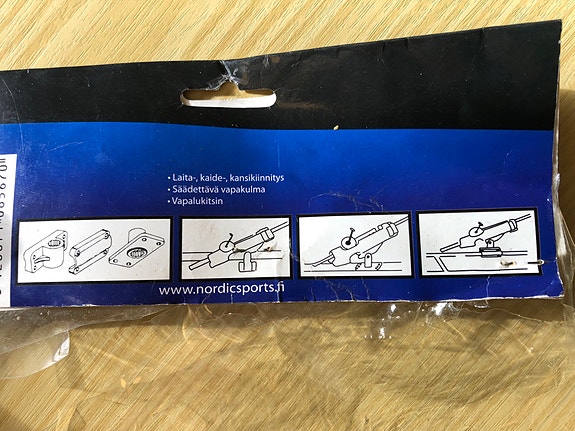 • Laita-, kaide-, kansikiinnitys
• Säädettävä vapakulma
• Vapalukitsin
www.nordicsports.fi